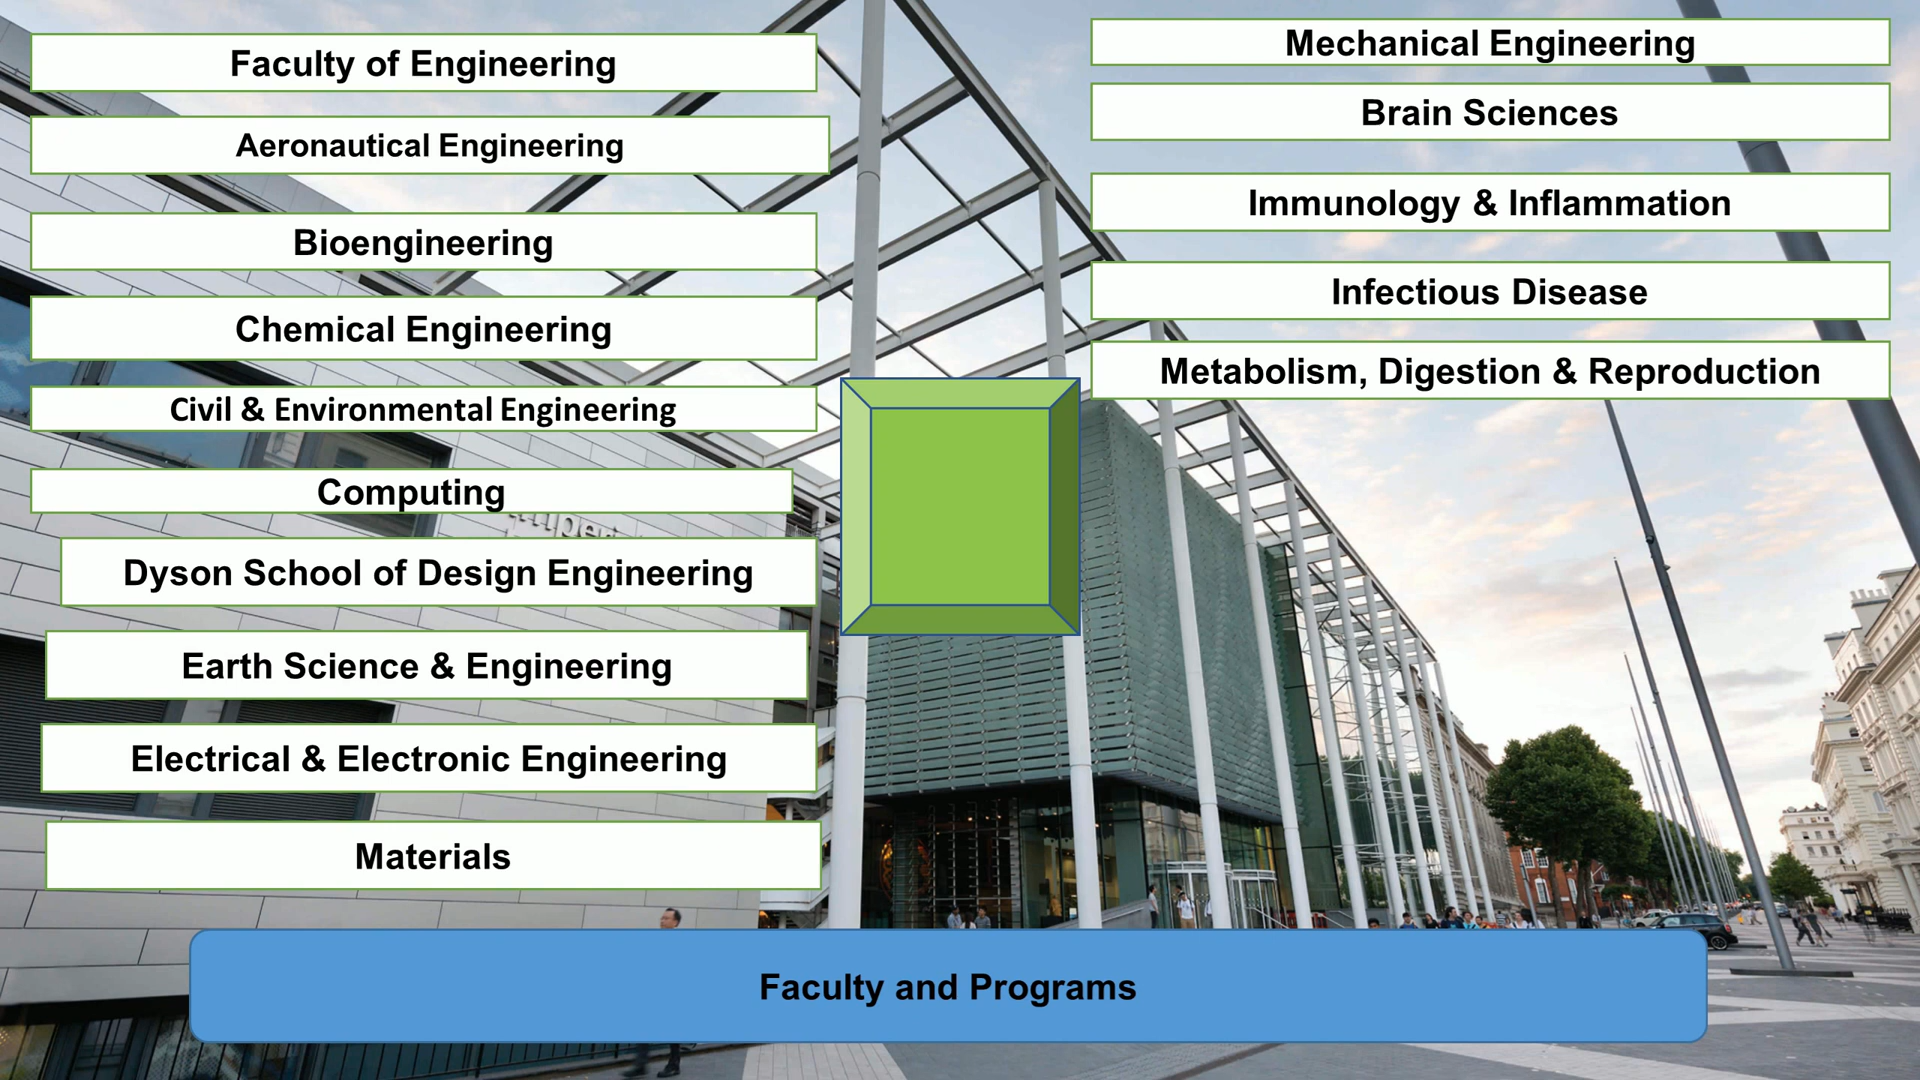 Faculty of Engineering
Aeronautical Engineering
Bioengineering
Chemical Engineering
Civil & Environmental Engineering
Computing
Dyson School of Design Engineering
Earth Science & Engineering
Electrical & Electronic Engineering
Materials
Mechanical Engineering
Brain Sciences
Immunology & Inflammation
Infectious Disease
Metabolism, Digestion & Reproduction
Faculty and Programs